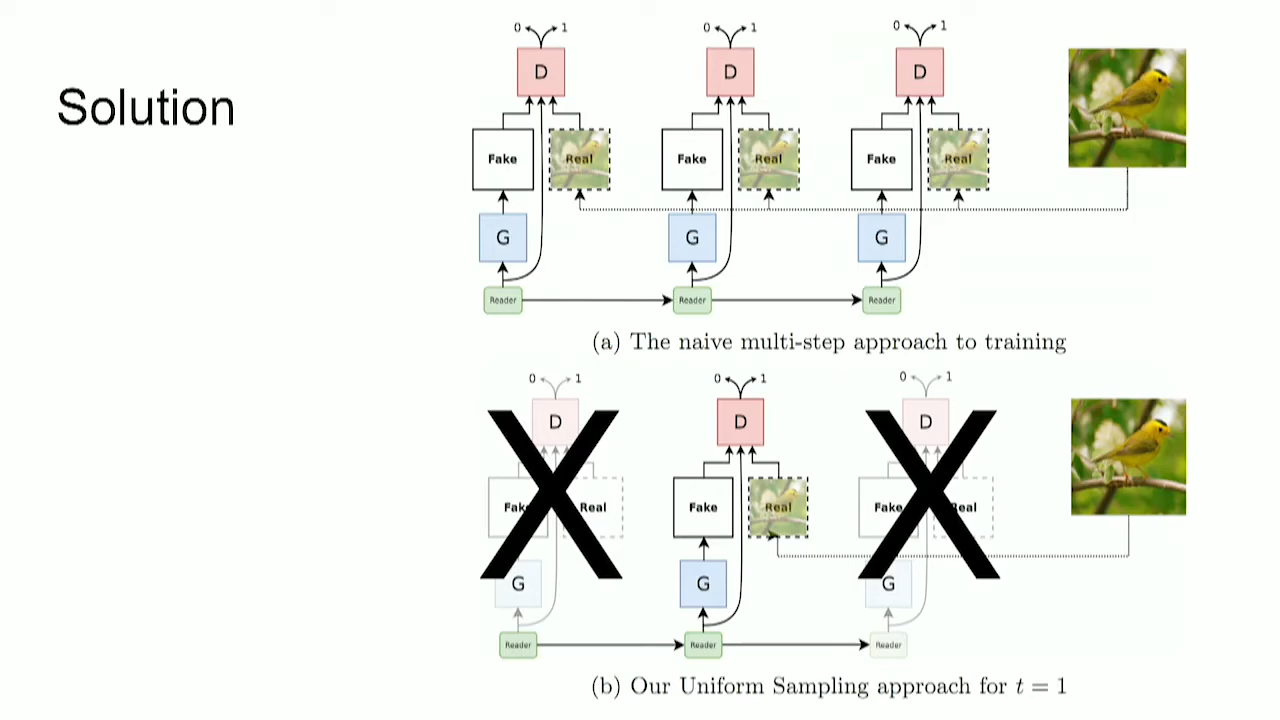 Solution
0 1 0 1 0 1
D D D
Fake Real Fake Real Fake Real
G G G
Reader Reader Reader
(a) The naive multi-step approach to training
0 1 0 1 0 1
D D D
Fake Real Fake Real Fake Real
G G G
Reader Reader Reader
(b) Our Uniform Sampling approach for t = 1